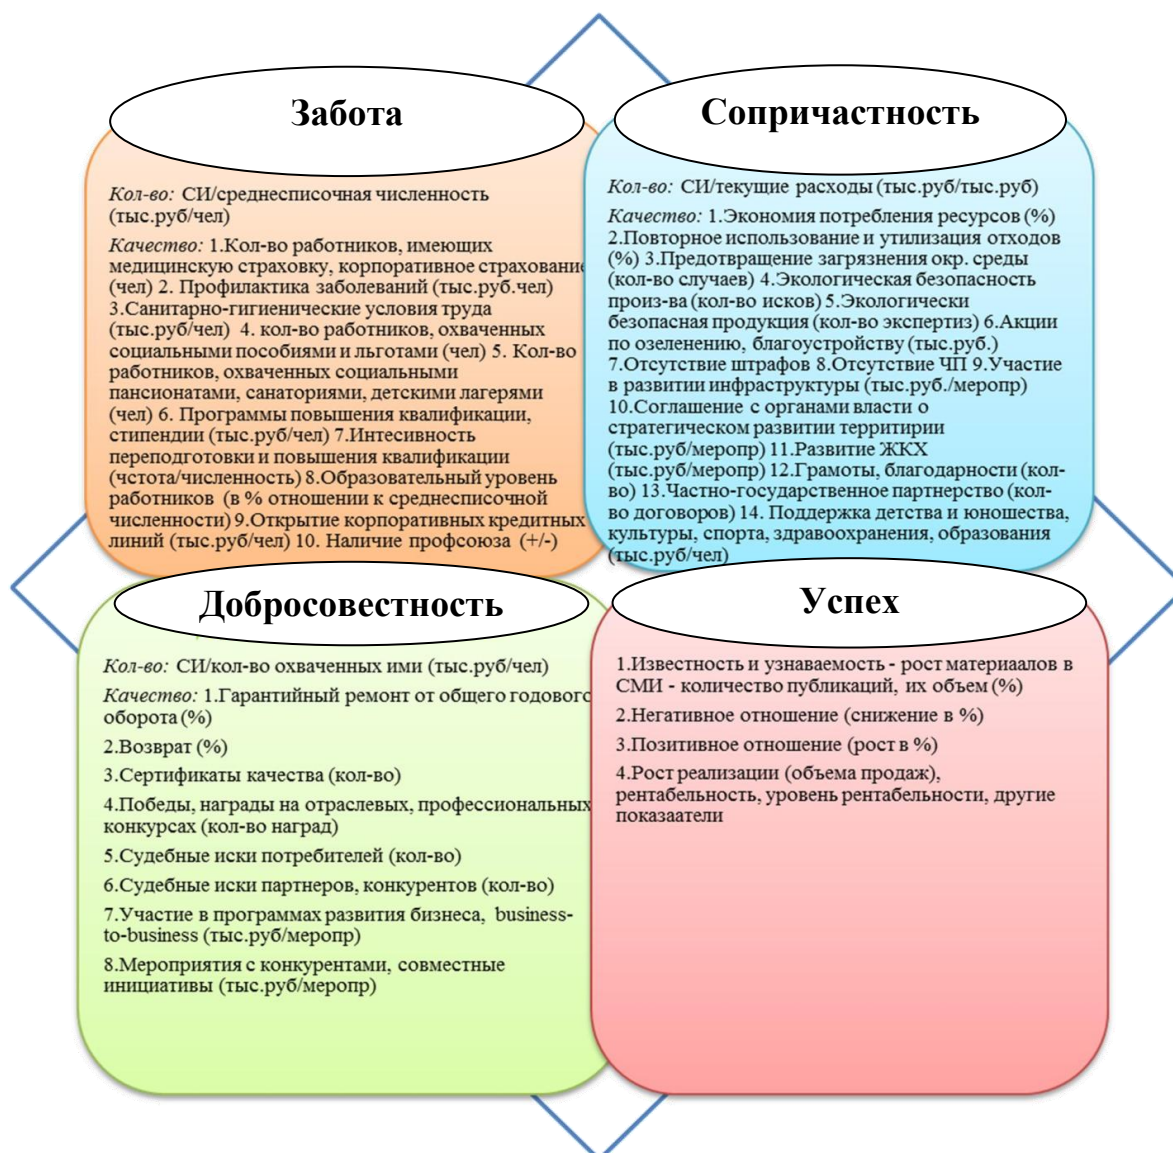 Забота
Кол-во: СИ/среднесписочная численность
(тыс.руб/чел)
Качество: 1.Кол-во работников, имеющих
медицинскую страховку, корпоративное страхование
(чел) 2. Профилактика заболеваний (тыс.руб.чел)
3.Санитарно-гигиенические условия труда
(тыс.руб/чел) 4. кол-во работников, охваченных
социальными пособиями и льготами (чел) 5. Кол-во
работников, охваченных социальными
пансионатами, санаториями, детскими лагерями
(чел) 6. Программы повышения квалификации,
стипендии (тыс.руб/чел) 7.Интесивность
переподготовки и повышения квалификации
(чстота/численность) 8.Образовательный уровень
работников (в % отношении к среднесписочной
численности) 9.Открытие корпоративных кредитных
линий (тыс.руб/чел) 10. Наличие профсоюза (+/-)
Сопричастность
Кол-во: СИ/текущие расходы (тыс.руб/тыс.руб)
Качество: 1.Экономия потребления ресурсов (%)
2.Повторное использование и утилизация отходов
(%) 3.Предотвращение загрязнения окр. среды
(кол-во случаев) 4.Экологическая безопасность
произ-ва (кол-во исков) 5.Экологически
безопасная продукция (кол-во экспертиз) 6.Акции
по озеленению, благоустройству (тыс.руб.)
7.Отсутствие штрафов 8.Отсутствие ЧП 9.Участие
в развитии инфраструктуры (тыс.руб./меропр)
10.Соглашение с органами власти о
стратегическом развитии территирии
(тыс.руб/меропр) 11.Развитие ЖКХ
(тыс.руб/меропр) 12.Грамоты, благодарности (кол-
во) 13.Частно-государственное партнерство (кол-
во договоров) 14. Поддержка детства и юношества,
культуры, спорта, здравоохранения, образования
(тыс.руб/чел)
Добросовестность
Кол-во: СИ/кол-во охваченных ими (тыс.руб/чел)
Качество: 1.Гарантийный ремонт от общего годового
оборота (%)
2.Возврат (%)
3.Сертификаты качества (кол-во)
4.Победы, награды на отраслевых, профессиональных
конкурсах (кол-во наград)
5.Судебные иски потребителей (кол-во)
6.Судебные иски партнеров, конкурентов (кол-во)
7.Участие в программах развития бизнеса, business-
to-business (тыс.руб/меропр)
8.Мероприятия с конкурентами, совместные
инициативы (тыс.руб/меропр)
Успех
1.Известность и узнаваемость - рост материаалов в
СМИ - количество публикаций, их объем (%)
2.Негативное отношение (снижение в %)
3.Позитивное отношение (рост в %)
4.Рост реализации (объема продаж),
рентабельность, уровень рентабельности, другие
показаатели